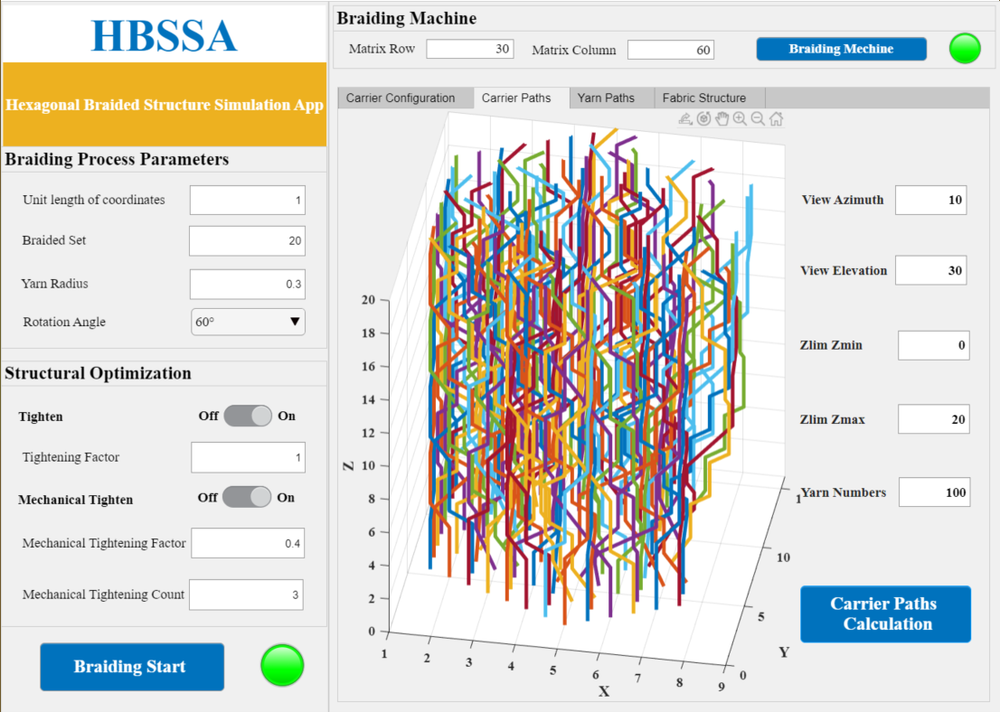 HBSSA
Hexagonal Braided Structure Simulation App
Braiding Process Parameters
Unit length of coordinates 1
Braided Set 20
Yarn Radius 0.3
Rotation Angle 60°
Structural Optimization
Tighten Off On
Tightening Factor 1
Mechanical Tighten Off On
Mechanical Tightening Factor 0.4
Mechanical Tightening Count 3
Braiding Start
Braiding Machine
Matrix Row 30 Matrix Column 60 Braiding Mechine
Carrier Configuration Carrier Paths Yarn Paths Fabric Structure
20
18
16
14
12
10
8
6
4
2
0
Z
1 2 3 4 5 6 7 8 9
X
0
5
10
1
Y
View Azimuth 10
View Elevation 30
Zlim Zmin 0
Zlim Zmax 20
Yarn Numbers 100
Carrier Paths
Calculation